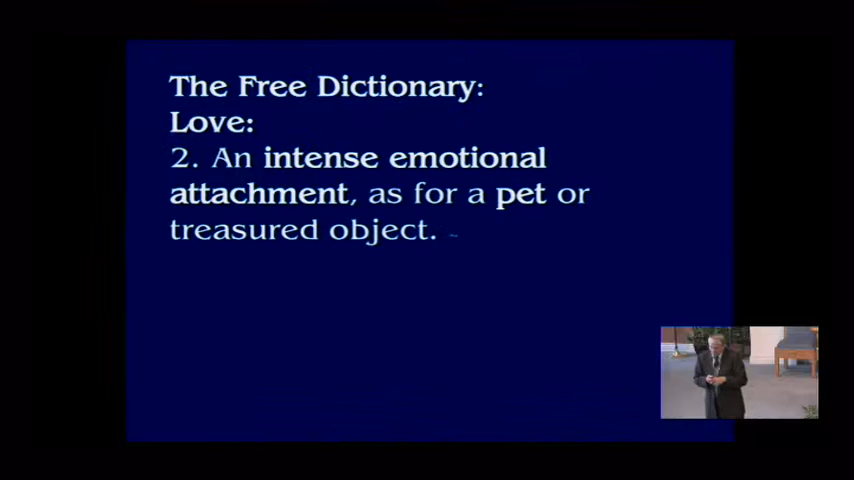 The Free Dictionary:
Love:
2. An intense emotional
attachment, as for a pet or
treasured object. ~